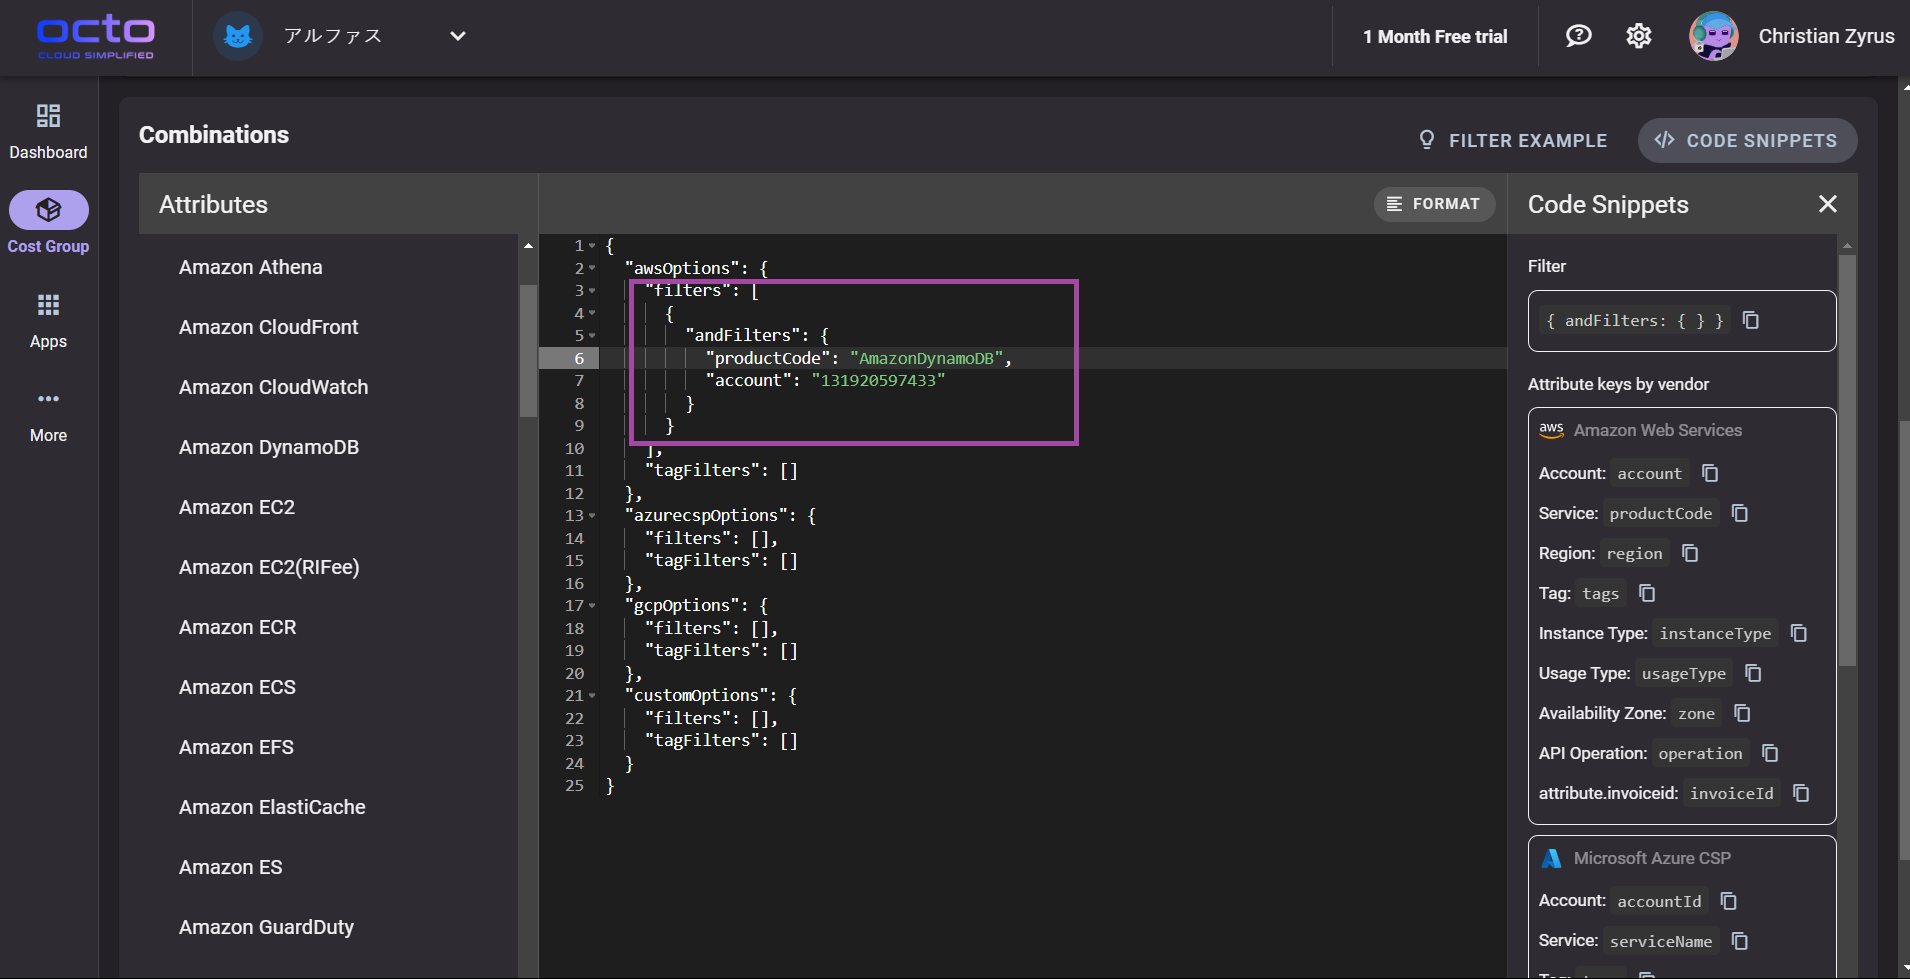 octo
CLOUD SIMPLIFIED
アルファス
1 Month Free trial
Christian Zyrus
Dashboard
Cost Group
Apps
More
Combinations
FILTER EXAMPLE
</> CODE SNIPPETS
Attributes
Amazon Athena
Amazon CloudFront
Amazon CloudWatch
Amazon DynamoDB
Amazon EC2
Amazon EC2(RIFee)
Amazon ECR
Amazon ECS
Amazon EFS
Amazon ElastiCache
Amazon ES
Amazon GuardDuty
FORMAT
1 {
2 "awsOptions": {
3 "filters": [
4 {
5 "andFilters": {
6 "productCode": "AmazonDynamoDB",
7 "account": "131920597433"
8 }
9 }
10 ],
11 "tagFilters": []
12 },
13 "azurecspOptions": {
14 "filters": [],
15 "tagFilters": []
16 },
17 "gcpOptions": {
18 "filters": [],
19 "tagFilters": []
20 },
21 "customOptions": {
22 "filters": [],
23 "tagFilters": []
24 }
25 }
Code Snippets
Filter
{ andFilters: { } }
Attribute keys by vendor
aws Amazon Web Services
Account: account
Service: productCode
Region: region
Tag: tags
Instance Type: instanceType
Usage Type: usageType
Availability Zone: zone
API Operation: operation
attribute.invoiceid: invoiceId
Microsoft Azure CSP
Account: accountId
Service: serviceName